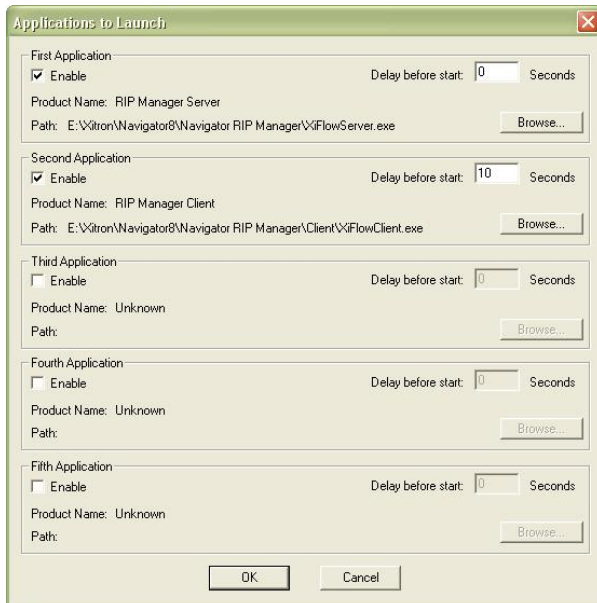 Applications to Launch
First Application
Enable Delay before start: 0 Seconds
Product Name: RIP Manager Server
Path: E:\Xitron\Navigator8\Navigator RIP Manager\XiFlowServer.exe Browse...
Second Application
Enable Delay before start: 10 Seconds
Product Name: RIP Manager Client
Path: E:\Xitron\Navigator8\Navigator RIP Manager\Client\XiFlowClient.exe Browse...
Third Application
Enable Delay before start: 0 Seconds
Product Name: Unknown
Path: Browse...
Fourth Application
Enable Delay before start: 0 Seconds
Product Name: Unknown
Path: Browse...
Fifth Application
Enable Delay before start: 0 Seconds
Product Name: Unknown
Path: Browse...
OK Cancel